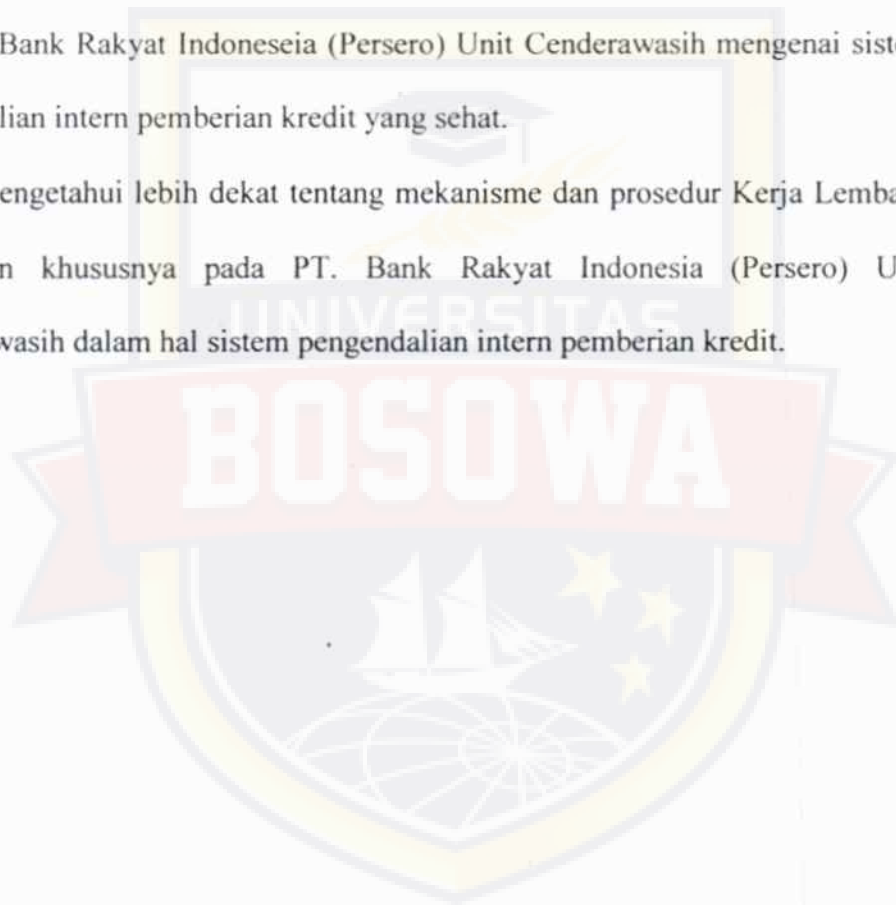 Bank Rakyat Indoneseia (Persero) Unit Cenderawasih mengenai siste
lian intern pemberian kredit yang sehat.
engetahui lebih dekat tentang mekanisme dan prosedur Kerja Lemba
n khususnya pada PT. Bank Rakyat Indonesia (Persero) U
wasih dalam hal sistem pengendalian intern pemberian kredit.
UNIVERSITAS
BOSOWA